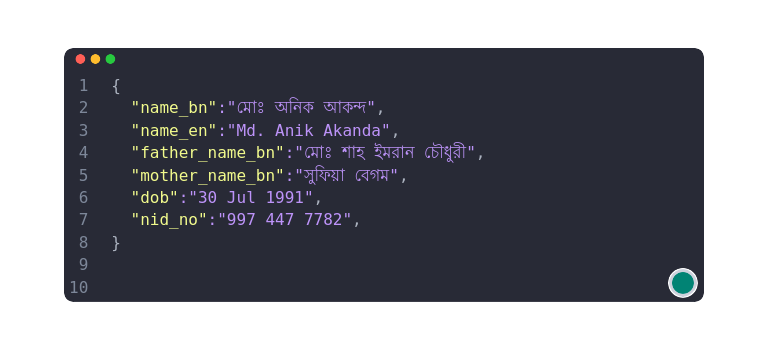 1 {
2 "name_bn":"মোঃ অনিক আকন্দ",
3 "name_en":"Md. Anik Akanda",
4 "father_name_bn":"মোঃ শাহ ইমরান চৌধুরী",
5 "mother_name_bn":"সুফিয়া বেগম",
6 "dob":"30 Jul 1991",
7 "nid_no":"997 447 7782",
8 }
9
10